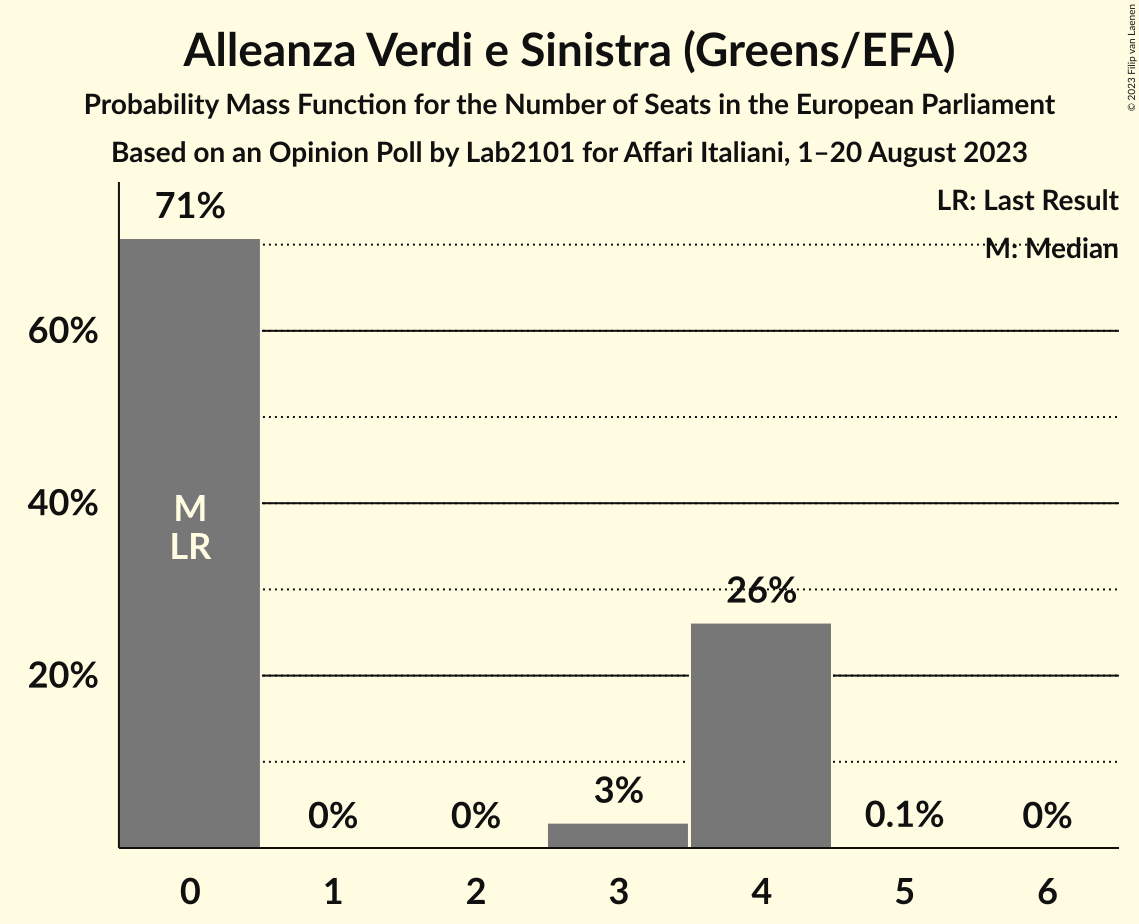 Alleanza Verdi e Sinistra (Greens/EFA)
Probability Mass Function for the Number of Seats in the European Parliament
Based on an Opinion Poll by Lab2101 for Affari Italiani, 1–20 August 2023
© 2023 Filip van Laenen
LR: Last Result
M: Median
71%
60%
40%
20%
M
LR
26%
3%
0%
0%
0.1%
0%
0 1 2 3 4 5 6